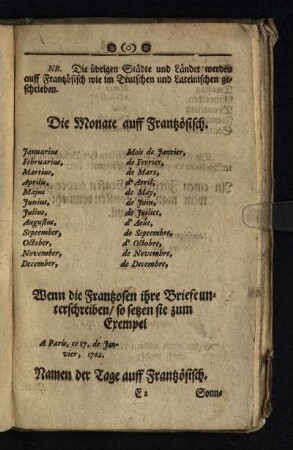 (o)
NB. Die übrigen Städte und Länder werden
auff Frantzösisch wie im Teutschen und Lateinischen ge-
schrieben.
Die Monate auff Frantzösisch.
Januarius Mois de Janvier,
Februarius, de Fevrier,
Martius, de Mars,
Aprilis, d'Avril,
Majus de May,
Junius, de Juin,
Julius, de Juillet,
Augustus, d'Août,
September, de Septembre,
October, d'Octobre,
November, de Novembre,
December, de Decembre,
Wenn die Frantzosen ihre Briefe un-
terschreiben/ so setzen sie zum
Exempel
A Paris, ce 17. de Jan-
vier, 1702.
Namen der Tage auff Frantzösisch.
E 2 Sonn-